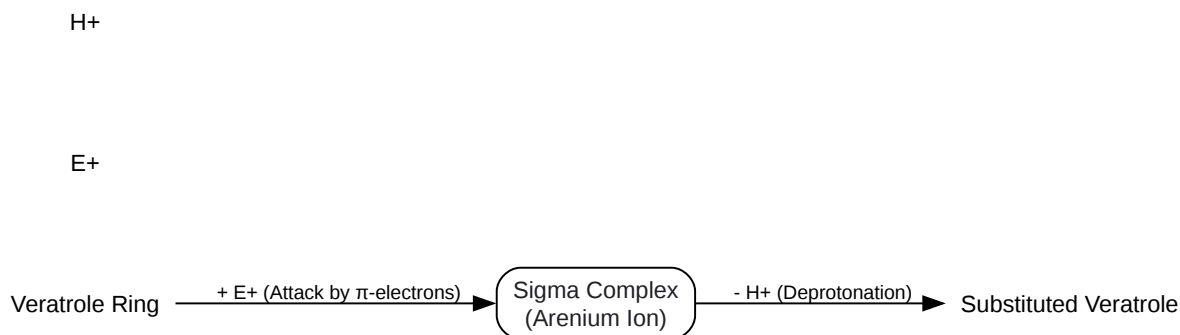 H+
E+
Veratrole Ring
+ E+ (Attack by π-electrons)
Sigma Complex
(Arenium Ion)
- H+ (Deprotonation)
Substituted Veratrole